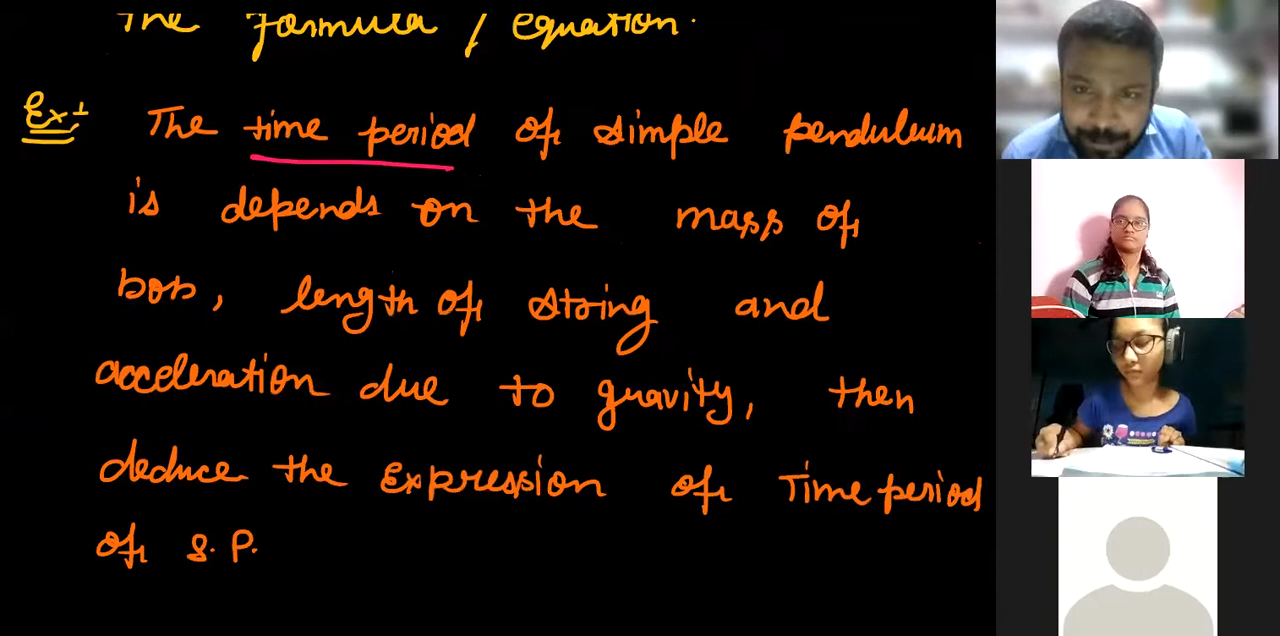 The formula / equation.
Ex:- The time period of simple pendulum
is depends on the mass of
bob, length of string and
acceleration due to gravity, then
deduce the Expression of Time period
of S.P.